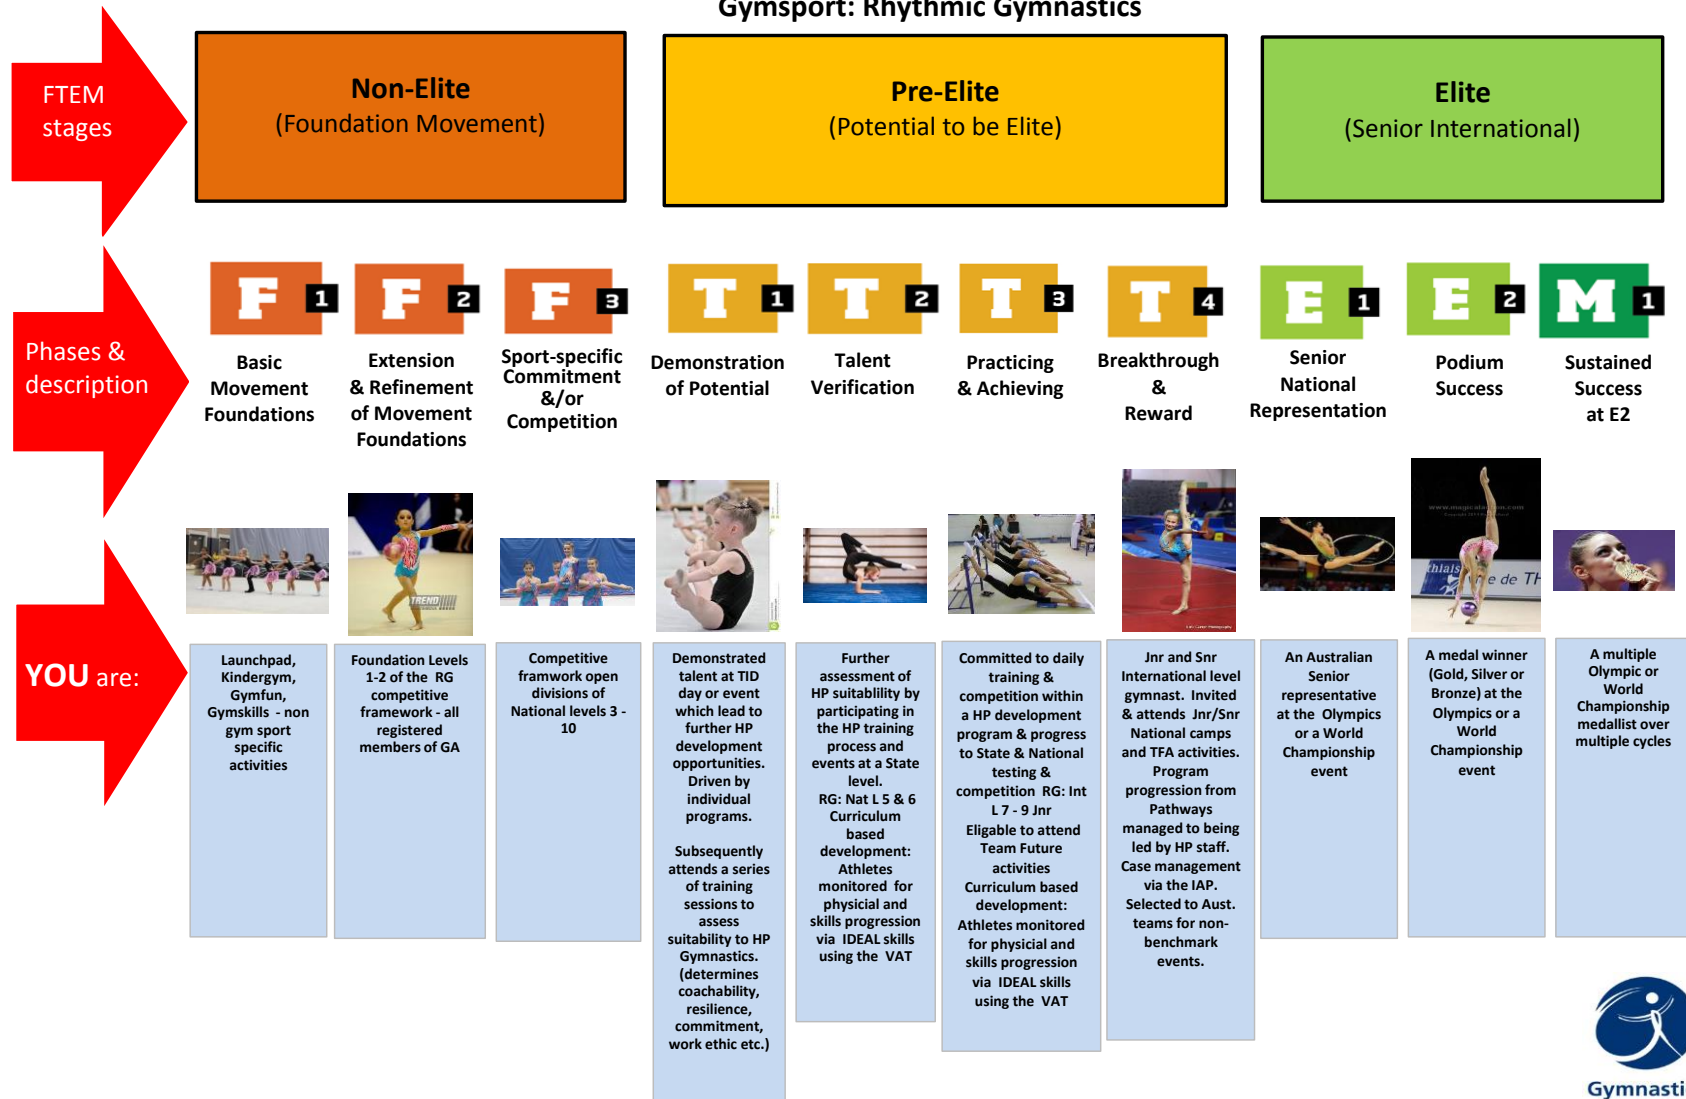 Gymsport: Rhythmic Gymnastics
FTEM
stages
Non-Elite
(Foundation Movement)
Pre-Elite
(Potential to be Elite)
Elite
(Senior International)
Phases &
description
F 1
F 2
F 3
T 1
T 2
T 3
T 4
E 1
E 2
M 1
Basic
Movement
Foundations
Extension
& Refinement
of Movement
Foundations
Sport-specific
Commitment
&/or
Competition
Demonstration
of Potential
Talent
Verification
Practicing
& Achieving
Breakthrough
&
Reward
Senior
National
Representation
Podium
Success
Sustained
Success
at E2
TREND
www.magicalaction.com
thiais
de TH
YOU are:
Launchpad,
Kindergym,
Gymfun,
Gymskills - non
gym sport
specific
activities
Foundation Levels
1-2 of the RG
competitive
framework - all
registered
members of GA
Competitive
framwork open
divisions of
National levels 3 -
10
Demonstrated
talent at TID
day or event
which lead to
further HP
development
opportunities.
Driven by
individual
programs.
Subsequently
attends a series
of training
sessions to
assess
suitability to HP
Gymnastics.
(determines
coachability,
resilience,
commitment,
work ethic etc.)
Further
assessment of
HP suitablility by
participating in
the HP training
process and
events at a State
level.
RG: Nat L 5 & 6
Curriculum
based
development:
Athletes
monitored for
physicial and
skills progression
via IDEAL skills
using the VAT
Committed to daily
training &
competition within
a HP development
program & progress
to State & National
testing &
competition RG: Int
L 7 - 9 Jnr
Eligable to attend
Team Future
activities
Curriculum based
development:
Athletes monitored
for physicial and
skills progression
via IDEAL skills
using the VAT
Jnr and Snr
International level
gymnast. Invited
& attends Jnr/Snr
National camps
and TFA activities.
Program
progression from
Pathways
managed to being
led by HP staff.
Case management
via the IAP.
Selected to Aust.
teams for non-
benchmark
events.
An Australian
Senior
representative
at the Olympics
or a World
Championship
event
A medal winner
(Gold, Silver or
Bronze) at the
Olympics or a
World
Championship
event
A multiple
Olympic or
World
Championship
medallist over
multiple cycles
Gymnasti